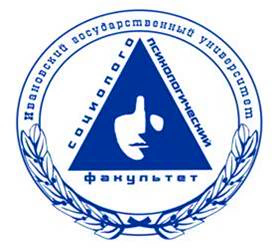 Ивановский государственный университет
социолого
психологический
факультет